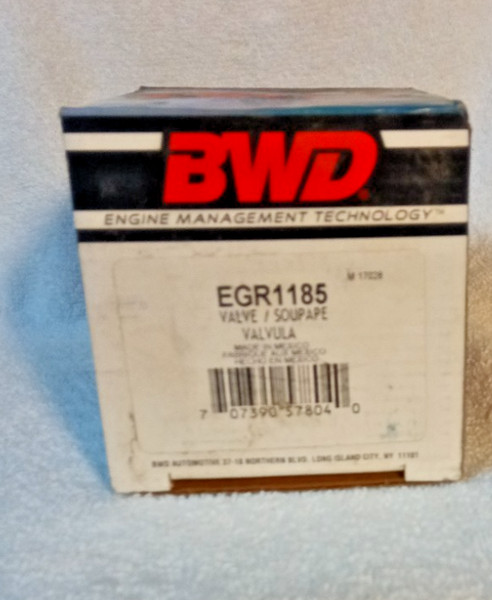 BWD®
ENGINE MANAGEMENT TECHNOLOGY™
M 17028
EGR1185
VALVE / SOUPAPE
VALVULA
MADE IN MEXICO
FABRIQUE AUX MEXICO
HECHO EN MEXICO
7 07390 57804 0
BWD AUTOMOTIVE 37-18 NORTHERN BLVD. LONG ISLAND CITY, NY 11101